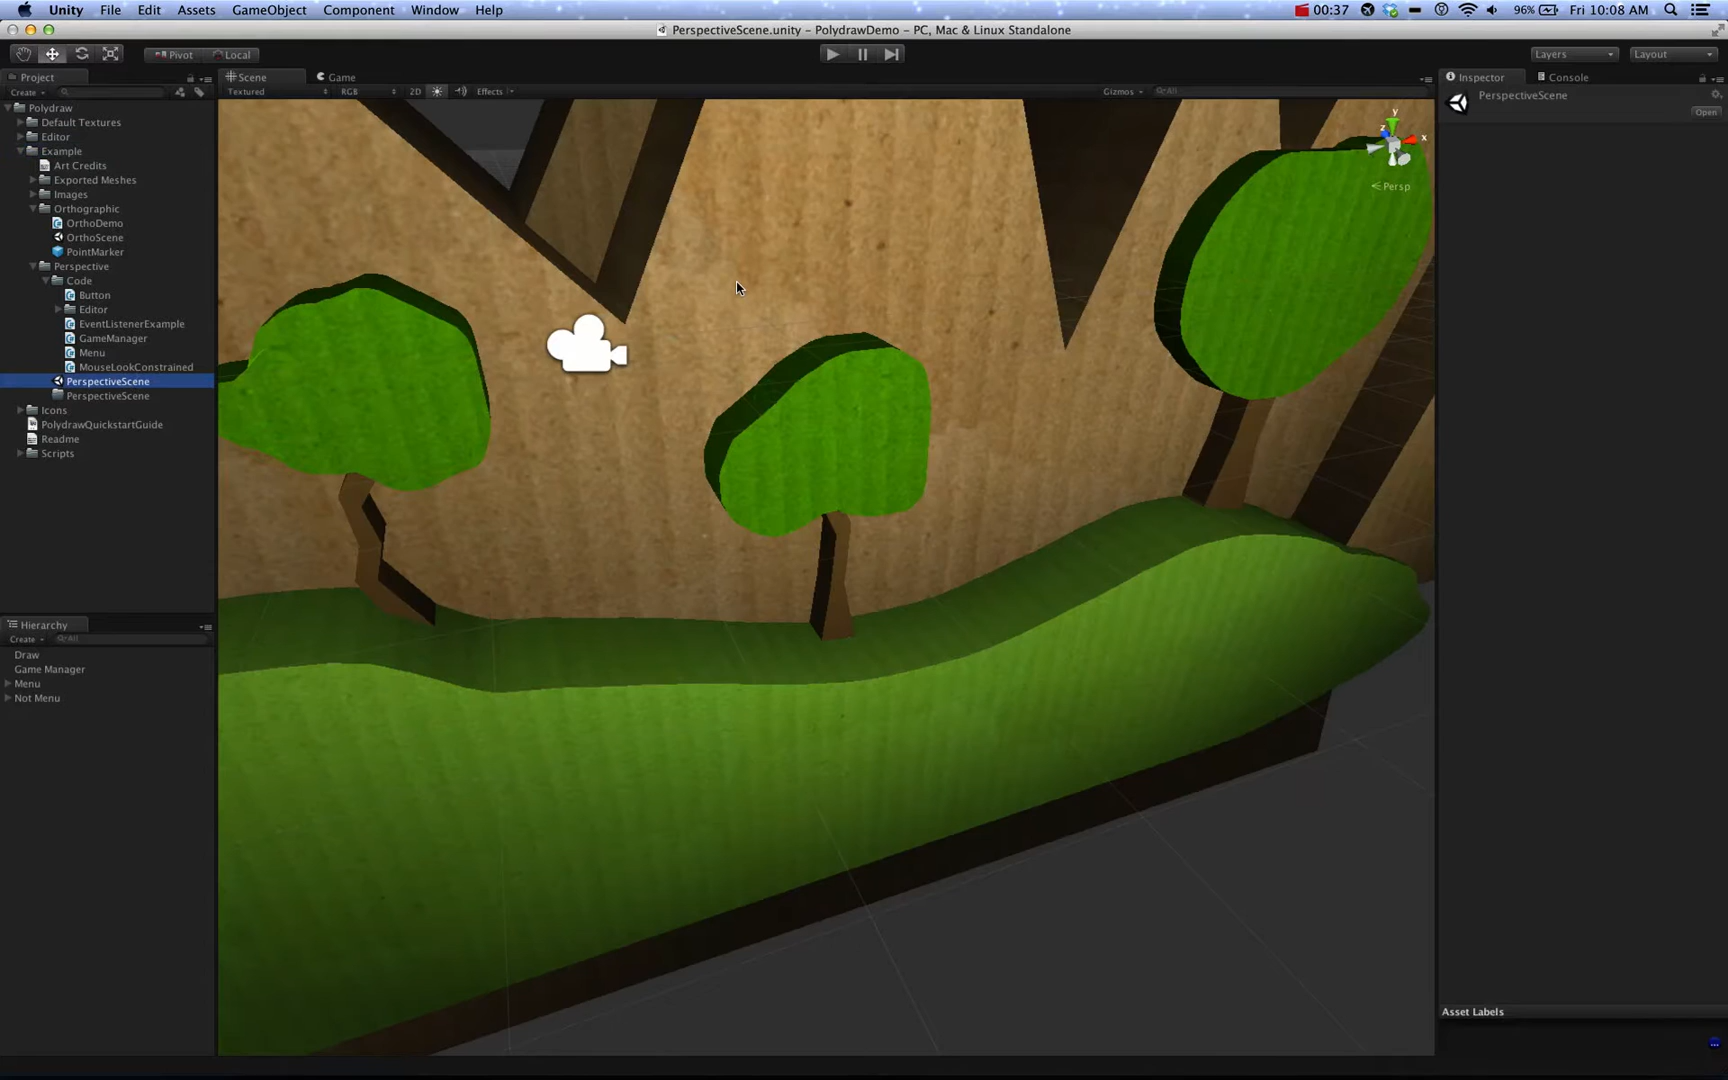 Unity File Edit Assets GameObject Component Window Help 00:37 96% Fri 10:08 AM
PerspectiveScene.unity – PolydrawDemo – PC, Mac & Linux Standalone
Pivot Local Layers Layout
Project Scene Game Inspector Console
Create Textured RGB 2D Effects Gizmos All
PerspectiveScene
Open
Polydraw
Default Textures
Editor
Example
Art Credits
Exported Meshes
Images
Orthographic
OrthoDemo
OrthoScene
PointMarker
Perspective
Code
Button
Editor
EventListenerExample
GameManager
Menu
MouseLookConstrained
PerspectiveScene
PerspectiveScene
Icons
PolydrawQuickstartGuide
Readme
Scripts
y
z x
Persp
Hierarchy
Create All
Draw
Game Manager
Menu
Not Menu
Asset Labels